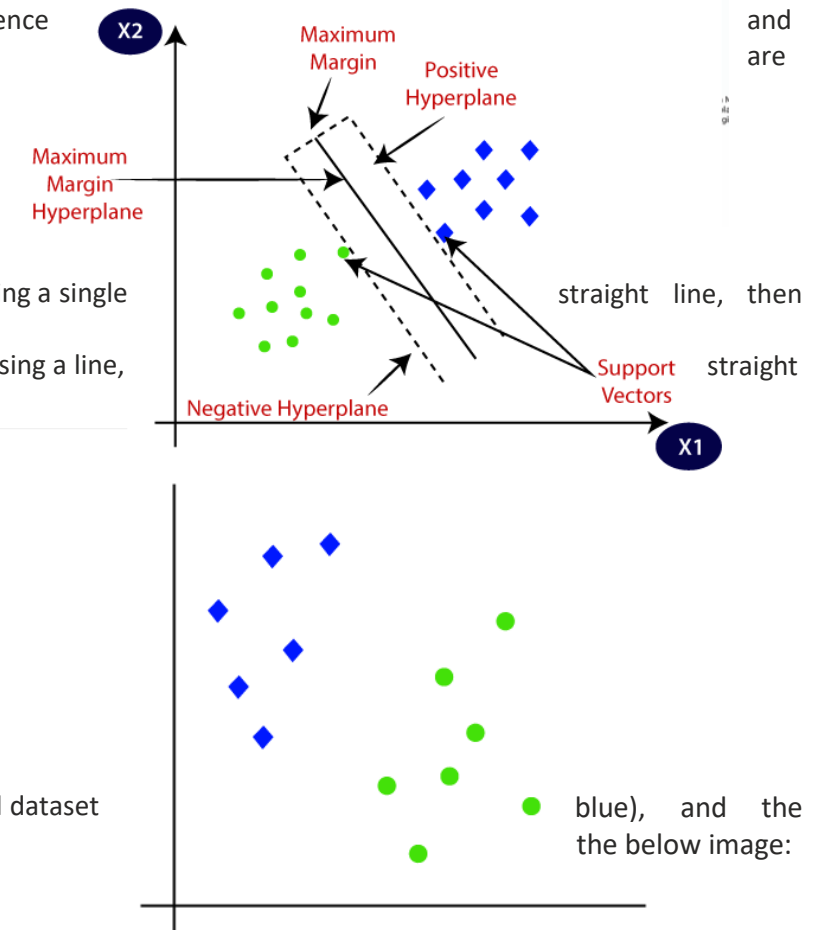 ence
X2
and
are
Maximum
Margin
Positive
Hyperplane
Maximum
Margin
Hyperplane
ng a single
straight line, then
sing a line,
Support straight
Vectors
Negative Hyperplane
X1
dataset
blue), and the
the below image: